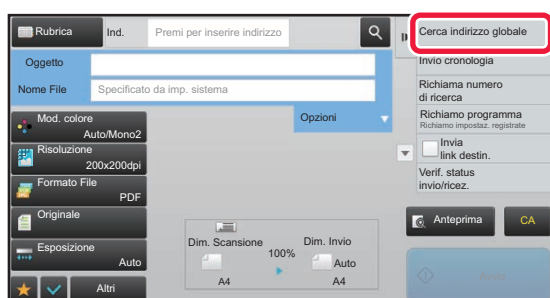 Rubrica
Ind.
Premi per inserire indirizzo
Cerca indirizzo globale
Oggetto
Invio cronologia
Nome File
Specificato da imp. sistema
Richiama numero
di ricerca
Mod. colore
Auto/Mono2
Opzioni
Richiamo programma
Richiamo impostaz. registrate
Risoluzione
200x200dpi
Invia
link destin.
Formato File
PDF
Verif. status
invio/ricez.
Originale
Anteprima
CA
Dim. Scansione
100%
Dim. Invio
Esposizione
Auto
Auto
A4
A4
Avvio
Altri